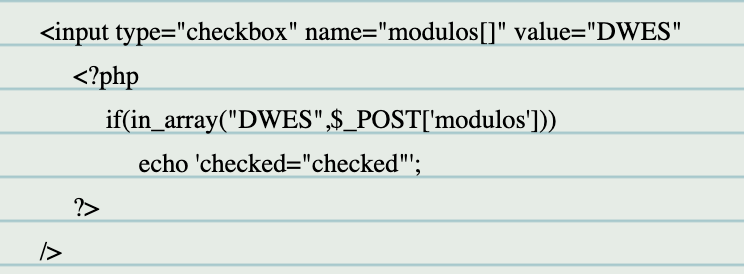 <input type="checkbox" name="modulos[]" value="DWES"
<?php
if(in_array("DWES",$_POST['modulos']))
echo 'checked="checked"';
?>
/>